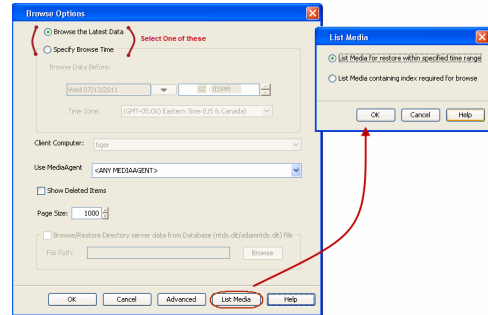 Browse Options
Browse the Latest Data
Select One of these
Specify Browse Time
Browse Data Before:
Wed 07/13/2011
02 : 03 PM
Time Zone:
(GMT-05:00) Eastern Time (US & Canada)
Client Computer:
tiger
Use MediaAgent
<ANY MEDIAAGENT>
Show Deleted Items
Page Size:
1000
Browse/Restore Directory server data from Database (ntds.dit/adamntds.dit) file
File Path:
Browse
OK
Cancel
Advanced
List Media
Help
List Media
List Media for restore within specified time range
List Media containing index required for browse
OK
Cancel
Help